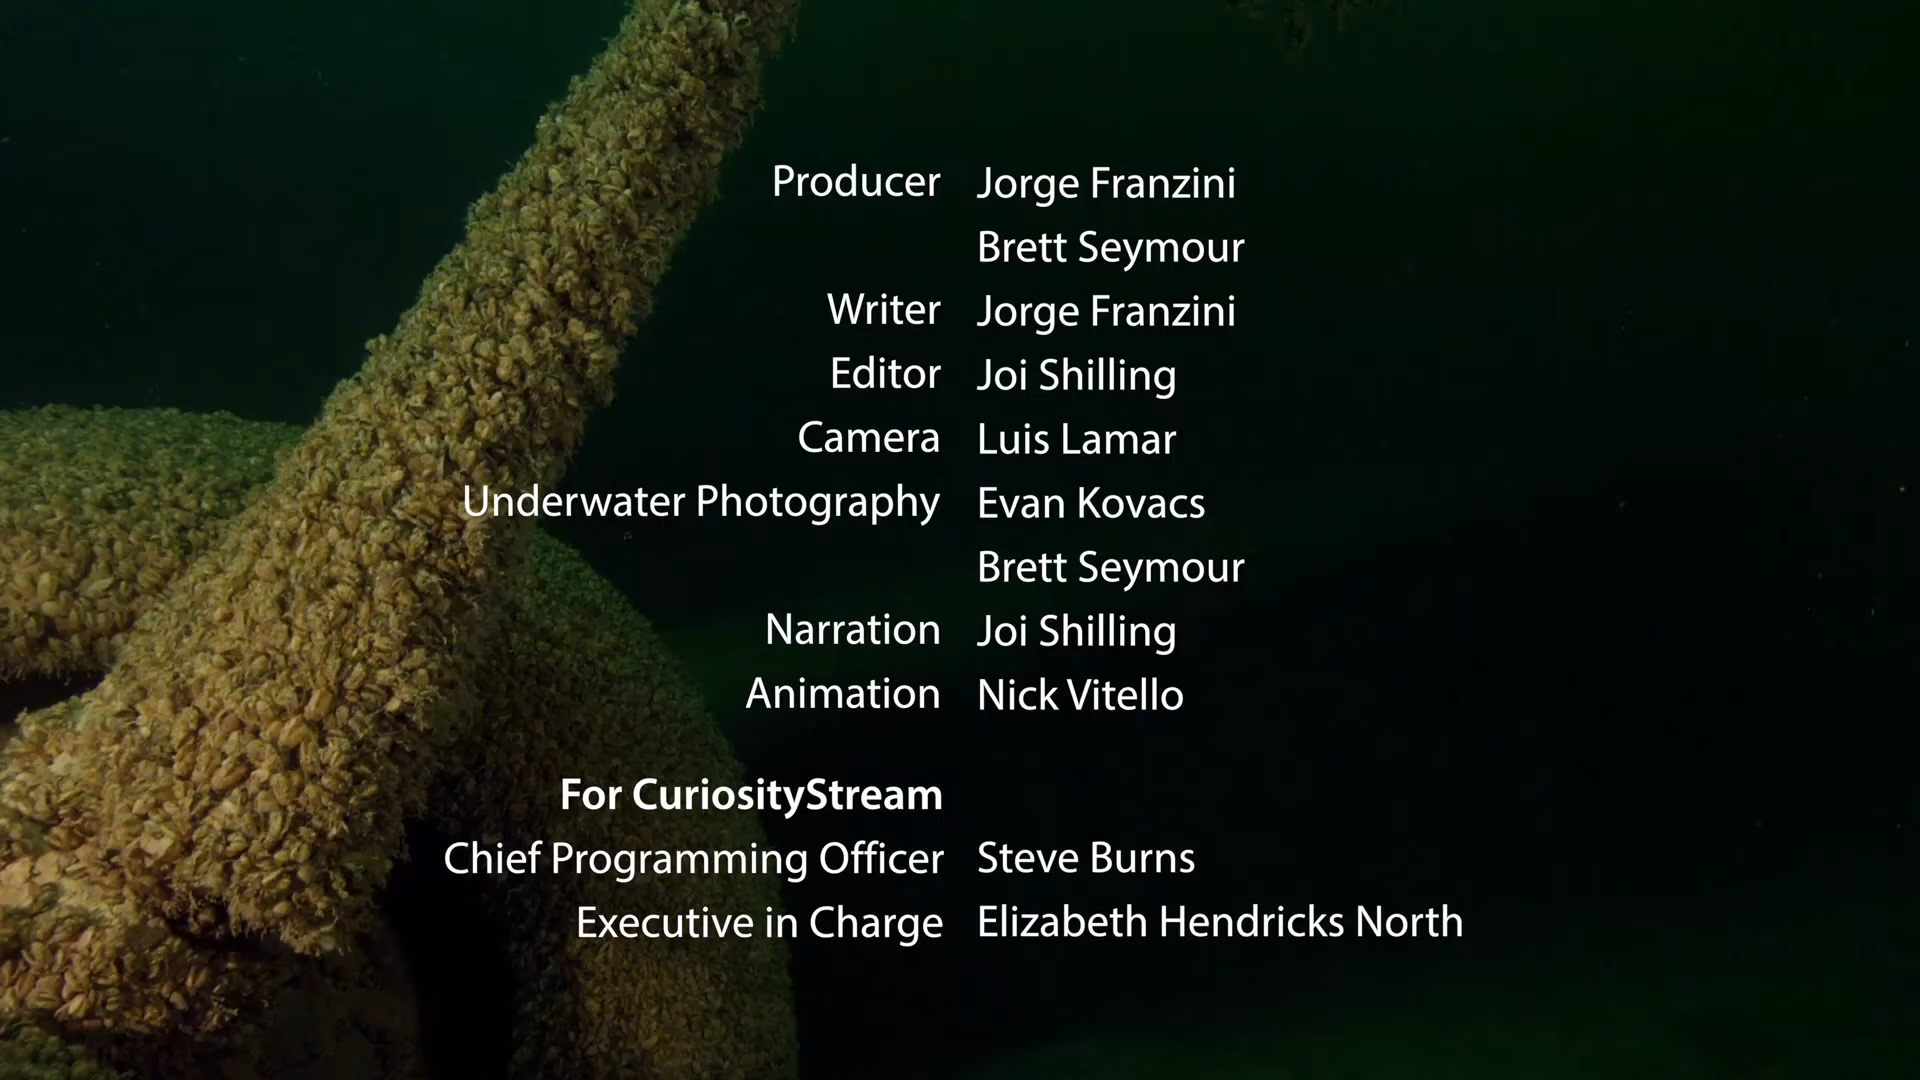 Producer Jorge Franzini
Brett Seymour
Writer Jorge Franzini
Editor Joi Shilling
Camera Luis Lamar
Underwater Photography Evan Kovacs
Brett Seymour
Narration Joi Shilling
Animation Nick Vitello
For CuriosityStream
Chief Programming Officer Steve Burns
Executive in Charge Elizabeth Hendricks North